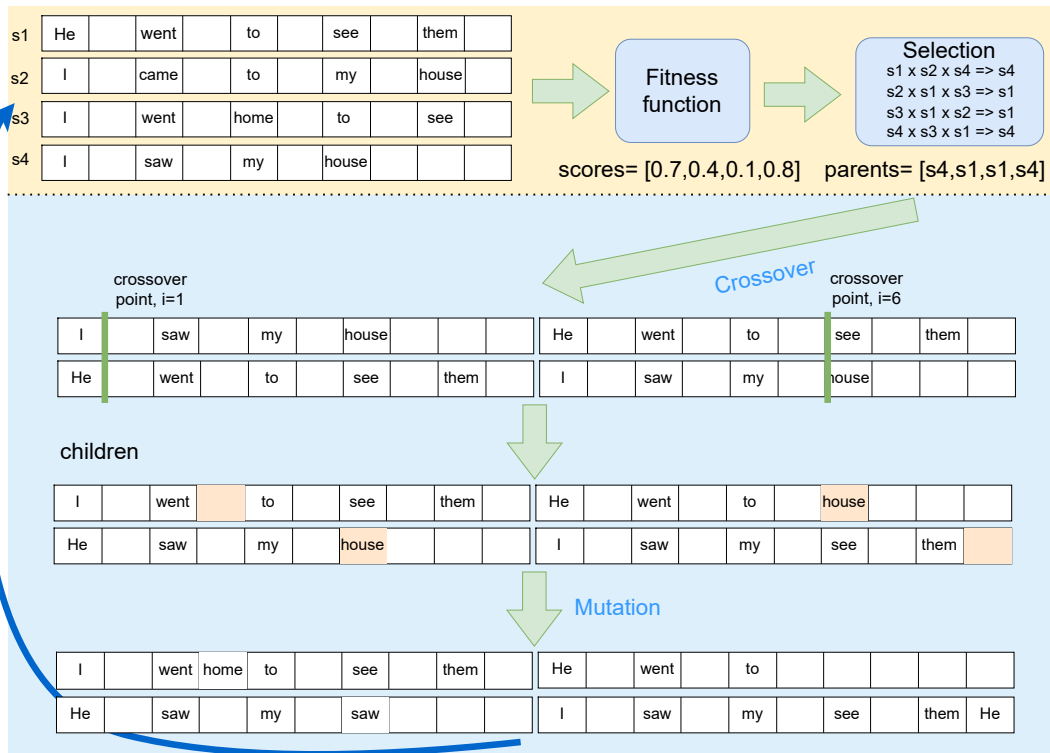 s1 He went to see them
s2 I came to my house
s3 I went home to see
s4 I saw my house
Fitness
function
scores= [0.7,0.4,0.1,0.8]
Selection
s1 x s2 x s4 => s4
s2 x s1 x s3 => s1
s3 x s1 x s2 => s1
s4 x s3 x s1 => s4
parents= [s4,s1,s1,s4]
Crossover
crossover
point, i=1
crossover
point, i=6
I saw my house
He went to see them
He went to see them
I saw my house
children
I went to see them
He saw my house
He went to house
I saw my see them
Mutation
I went home to see them
He saw my saw
He went to
I saw my see them He